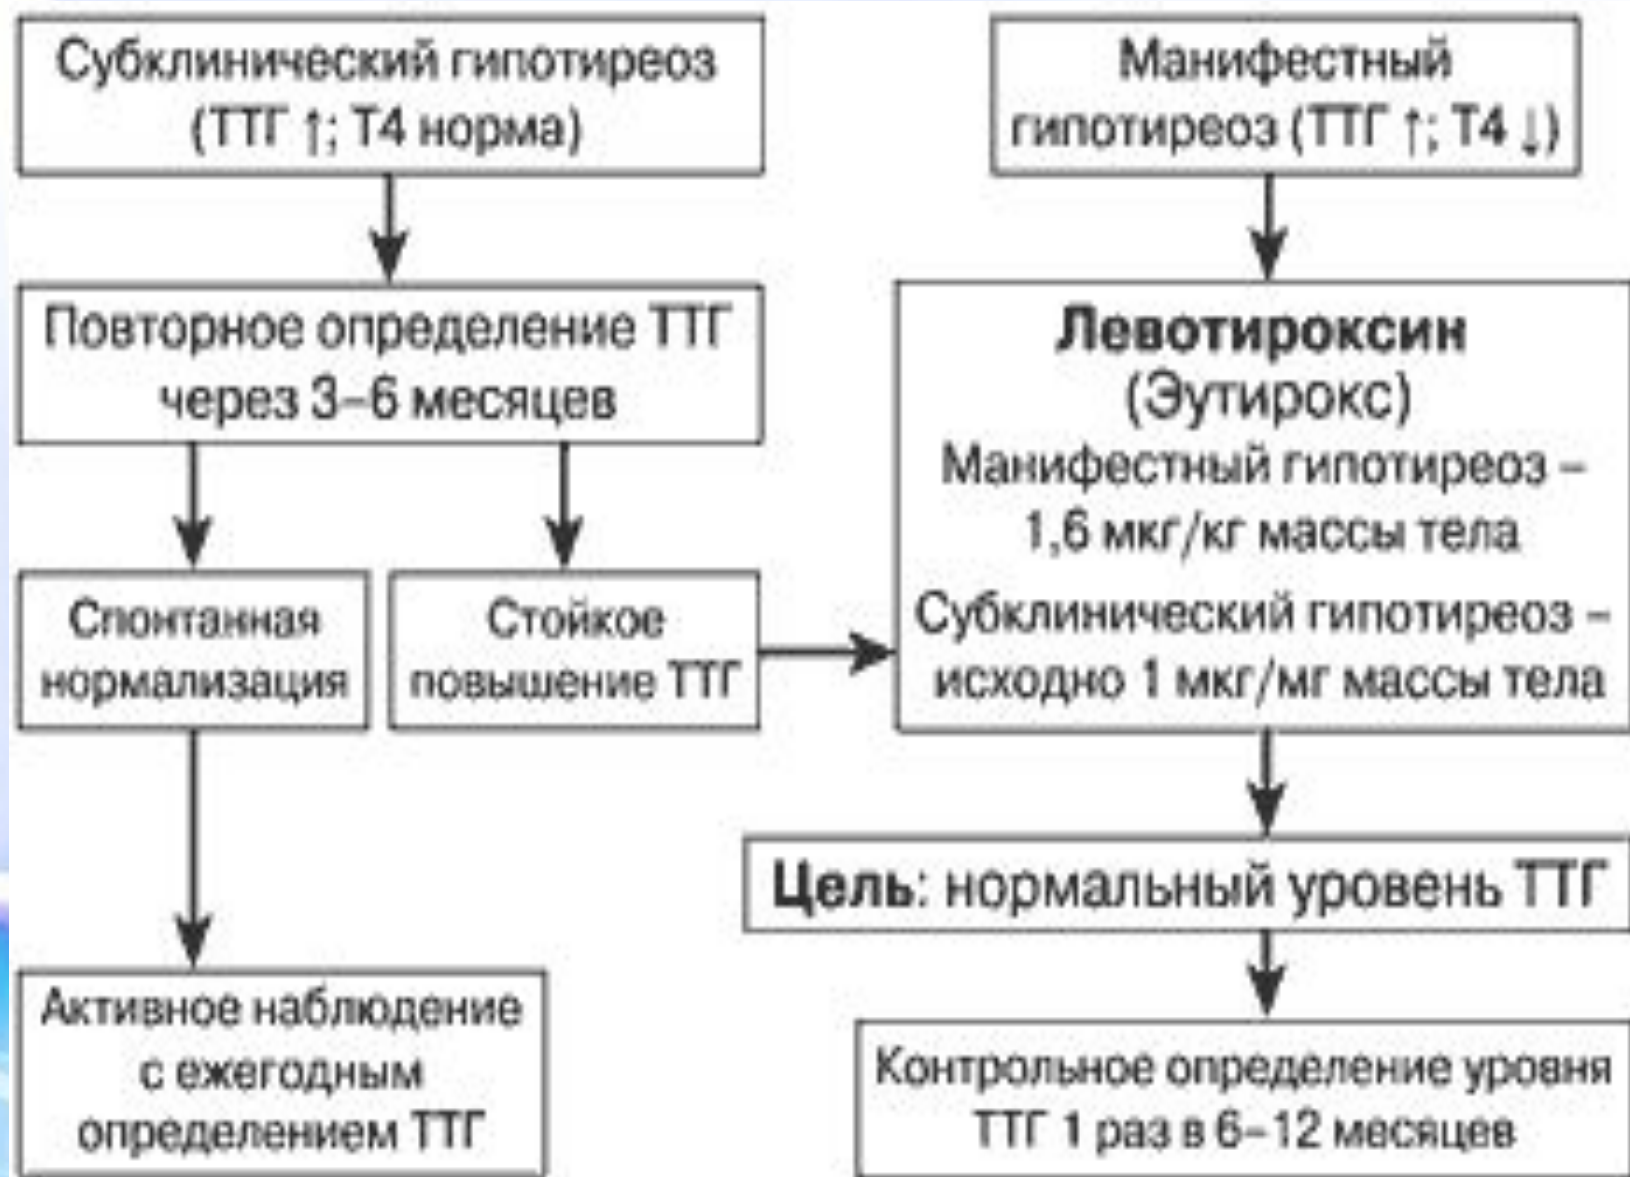 Субклинический гипотиреоз
(ТТГ ↑; Т4 норма)
Манифестный
гипотиреоз (ТТГ ↑; Т4 ↓)
Повторное определение ТТГ
через 3–6 месяцев
Левотироксин
(Эутирокс)
Манифестный гипотиреоз –
1,6 мкг/кг массы тела
Субклинический гипотиреоз –
исходно 1 мкг/мг массы тела
Спонтанная
нормализация
Стойкое
повышение ТТГ
Цель: нормальный уровень ТТГ
Активное наблюдение
с ежегодным
определением ТТГ
Контрольное определение уровня
ТТГ 1 раз в 6–12 месяцев